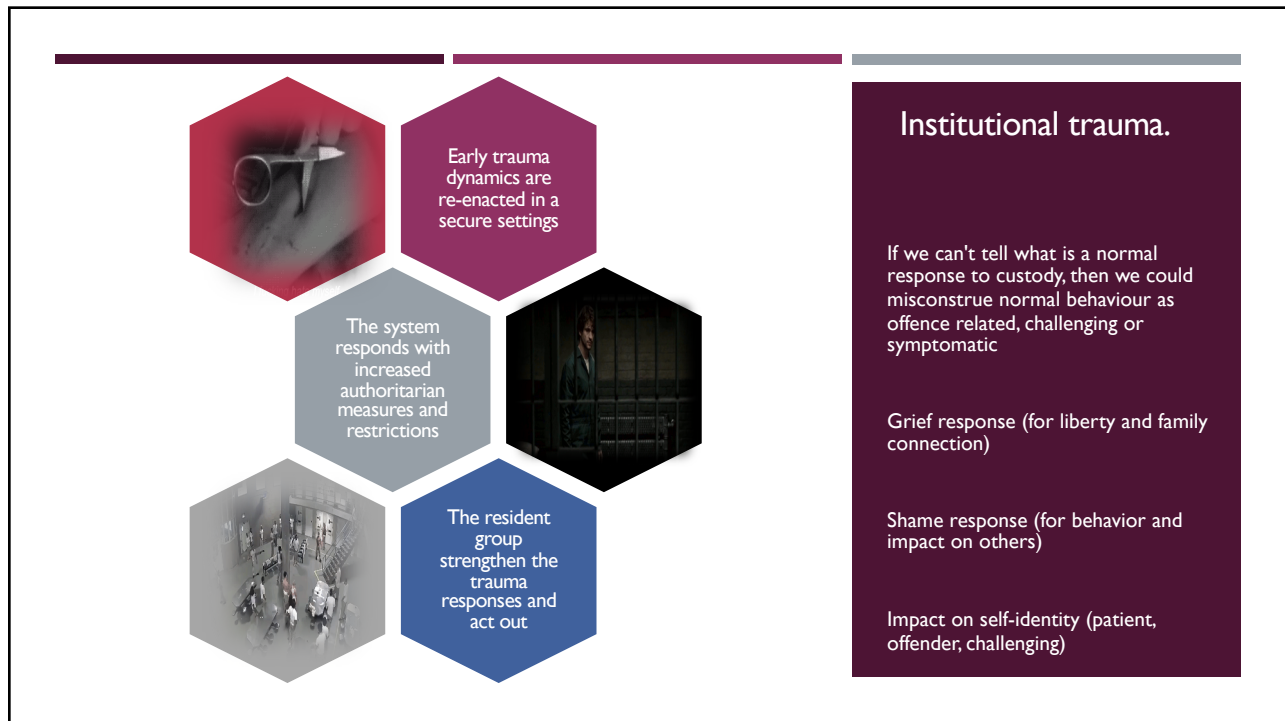 Early trauma
dynamics are
re-enacted in a
secure settings
The system
responds with
increased
authoritarian
measures and
restrictions
The resident
group
strengthen the
trauma
responses and
act out
Institutional trauma.
If we can't tell what is a normal
response to custody, then we could
misconstrue normal behaviour as
offence related, challenging or
symptomatic
Grief response (for liberty and family
connection)
Shame response (for behavior and
impact on others)
Impact on self-identity (patient,
offender, challenging)